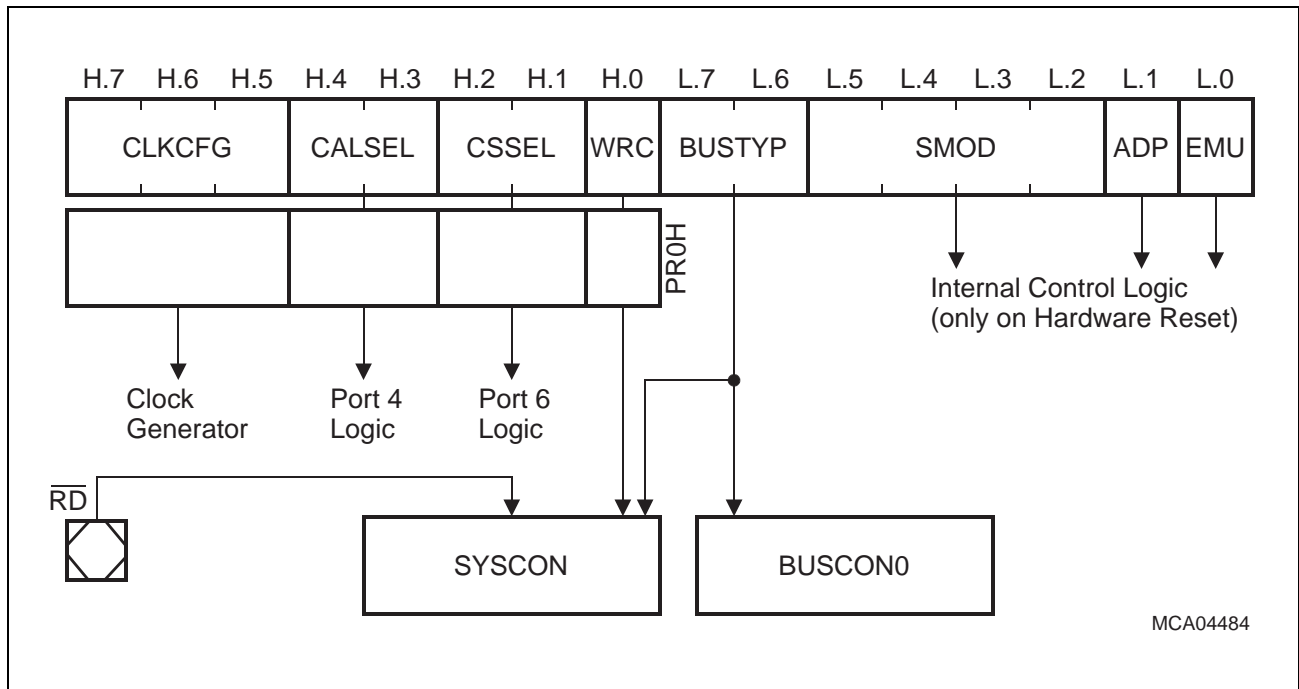 H.7 H.6 H.5 H.4 H.3 H.2 H.1 H.0 L.7 L.6 L.5 L.4 L.3 L.2 L.1 L.0
CLKCFG CALSEL CSSEL WRC BUSTYP SMOD ADP EMU
PR0H
Internal Control Logic
(only on Hardware Reset)
Clock
Generator
Port 4
Logic
Port 6
Logic
RD
SYSCON
BUSCON0
MCA04484